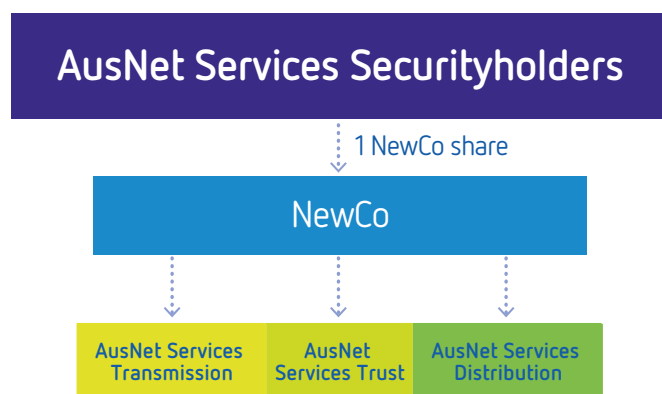 AusNet Services Securityholders
1 NewCo share
NewCo
AusNet Services
Transmission
AusNet
Services Trust
AusNet Services
Distribution